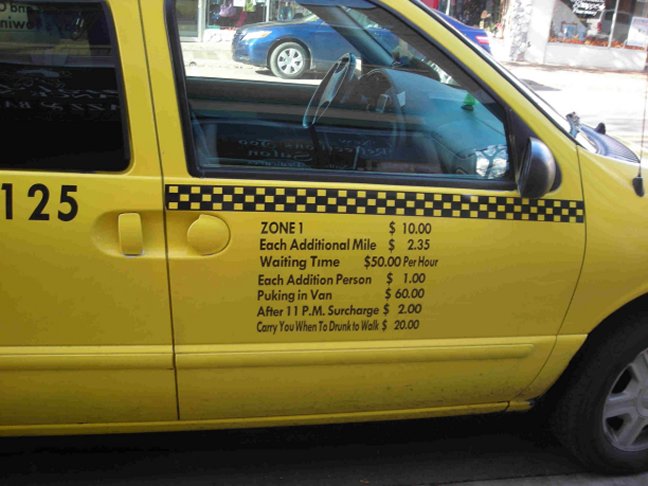 125
ZONE 1 $ 10.00
Each Additional Mile $ 2.35
Waiting Time $50.00 Per Hour
Each Addition Person $ 1.00
Puking in Van $ 60.00
After 11 P.M. Surcharge $ 2.00
Carry You When To Drunk to Walk $ 20.00